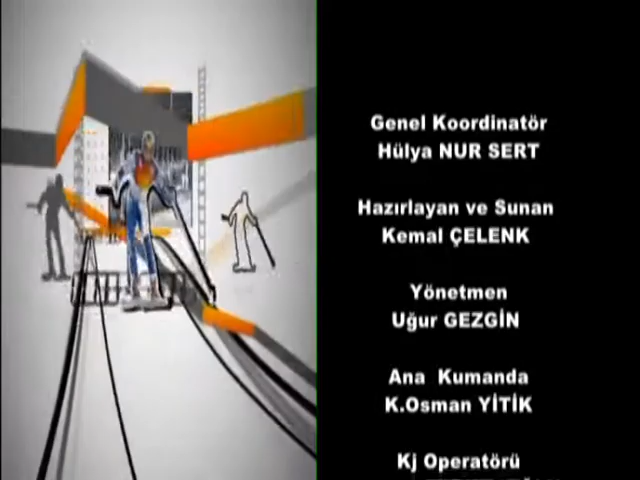 Genel Koordinatör
Hülya NUR SERT
Hazırlayan ve Sunan
Kemal ÇELENK
Yönetmen
Uğur GEZGİN
Ana Kumanda
K.Osman YİTİK
Kj Operatörü